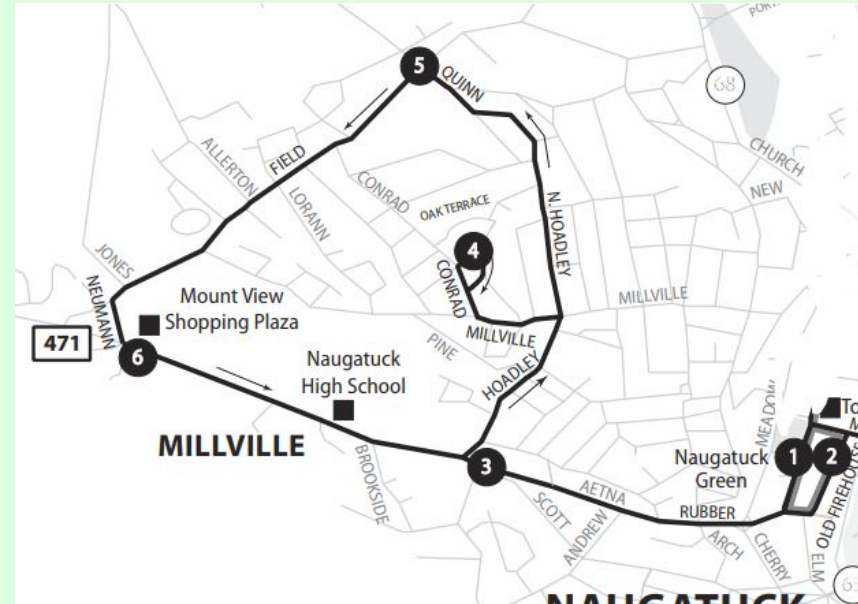 5
QUINN
68
ALLERTON
FIELD
CONRAD
LORANN
OAK TERRACE
N. HOADLEY
CHURCH
NEW
JONES
4
NEUMANN
CONRAD
Mount View
Shopping Plaza
MILLVILLE
471
6
PINE
MILLVILLE
Naugatuck
High School
HOADLEY
MEADOW
MILLVILLE
BROOKSIDE
3
Naugatuck
Green
1
2
OLD FIREHOUSE
AETNA
SCOTT
ANDREW
RUBBER
ARCH
CHERRY
ELM
NAUGATUCK